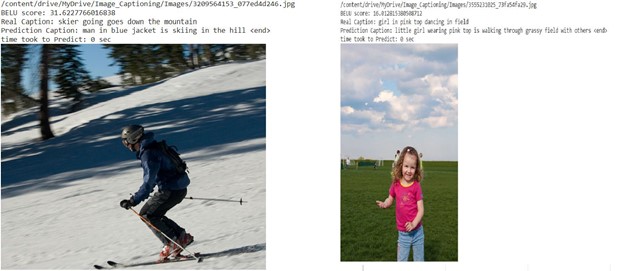 /content/drive/MyDrive/Image_Captioning/Images/3209564153_077ed4d246.jpg
BELU score: 31.6227766016838
Real Caption: skier going goes down the mountain
Prediction Caption: man in blue jacket is skiing in the hill <end>
time took to Predict: 0 sec
/content/drive/MyDrive/Image_Captioning/Images/3555231025_73fa54fa29.jpg
BELU score: 16.012815380508712
Real Caption: girl in pink top dancing in field
Prediction Caption: little girl wearing pink top is walking through grassy field with others <end>
time took to Predict: 0 sec